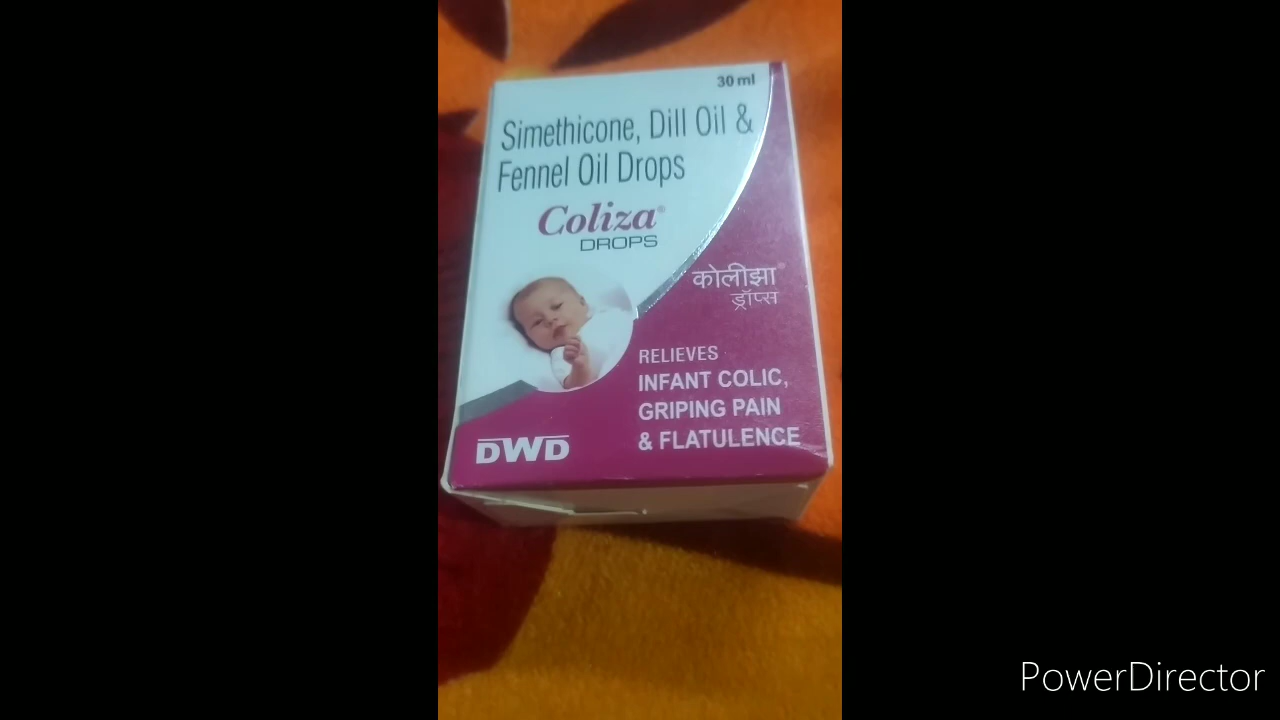 30 ml
Simethicone, Dill Oil &
Fennel Oil Drops
Coliza®
DROPS
कोलीझा®
ड्रॉप्स
RELIEVES
INFANT COLIC,
GRIPING PAIN
& FLATULENCE
DWD
PowerDirector